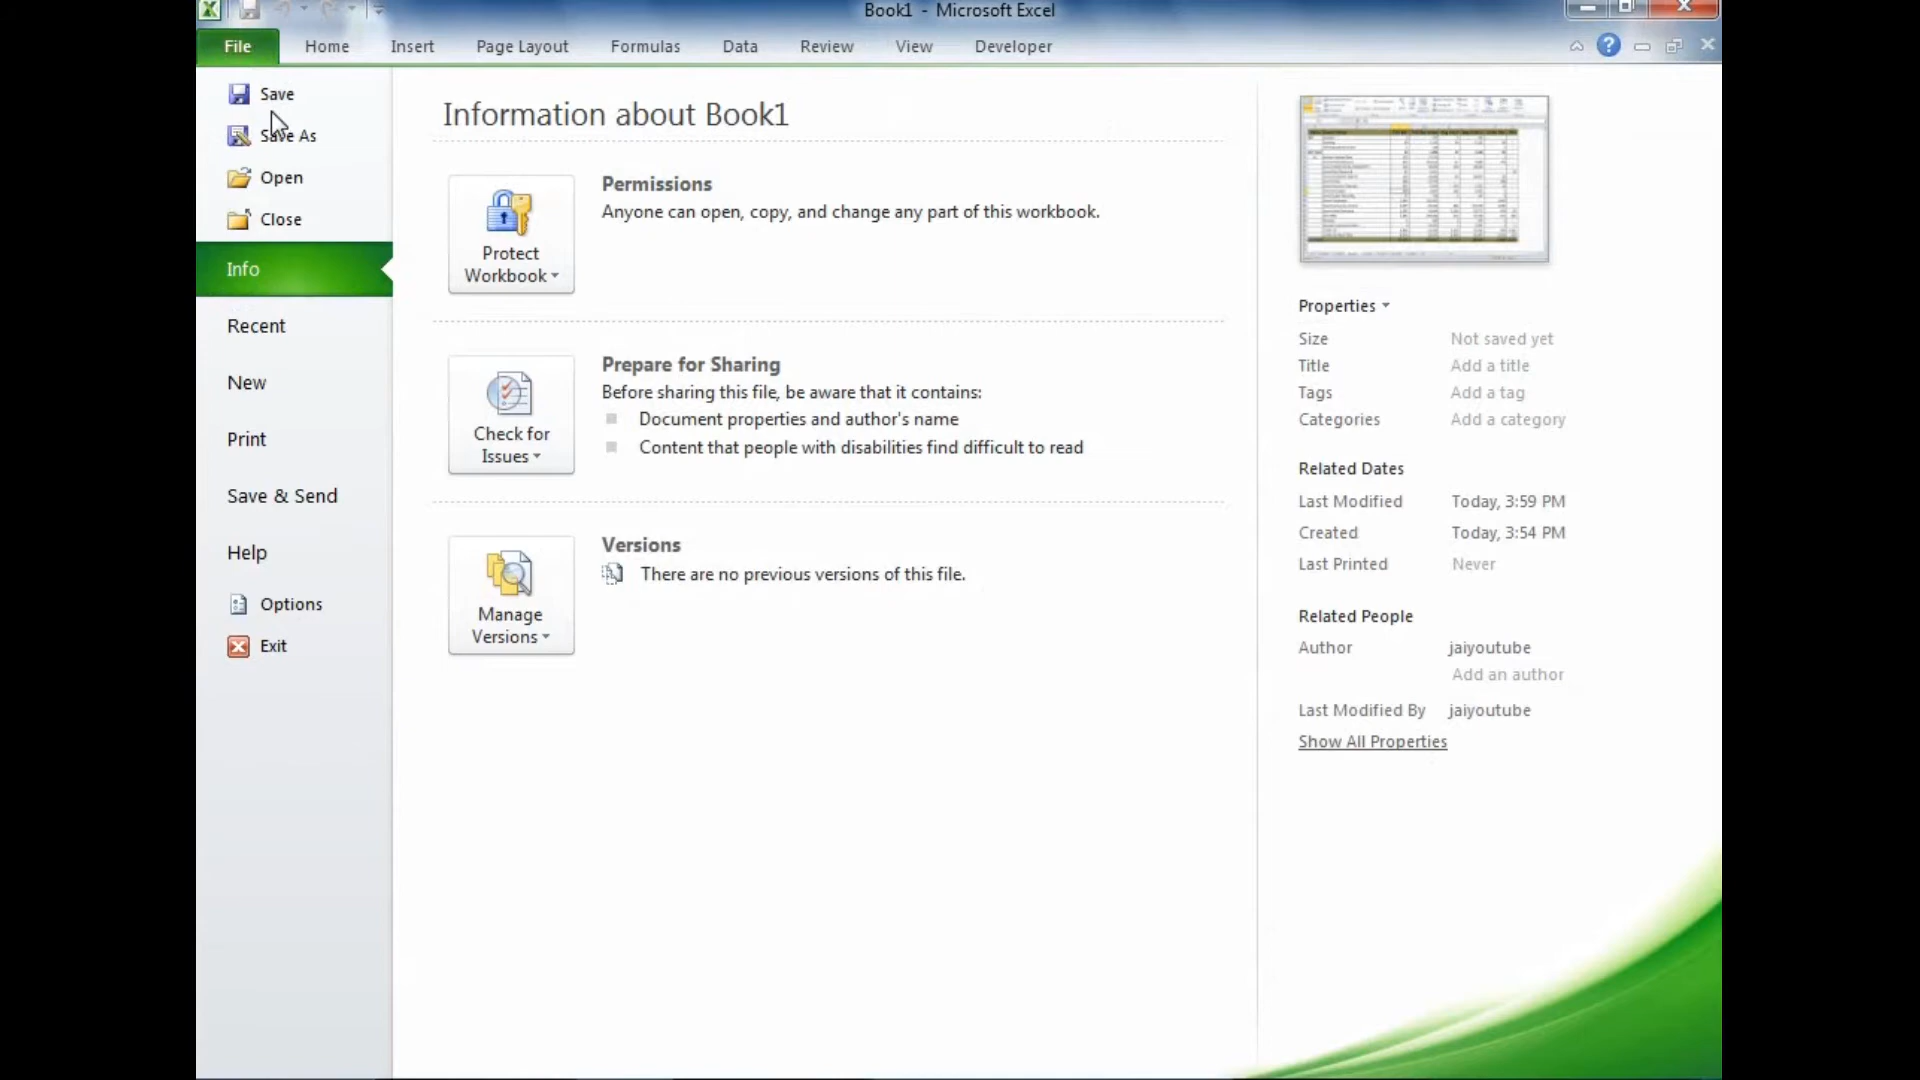 Book1 - Microsoft Excel
File Home Insert Page Layout Formulas Data Review View Developer
Save
Save As
Open
Close
Info
Recent
New
Print
Save & Send
Help
Options
Exit
Information about Book1
Protect
Workbook
Permissions
Anyone can open, copy, and change any part of this workbook.
Check for
Issues
Prepare for Sharing
Before sharing this file, be aware that it contains:
Document properties and author's name
Content that people with disabilities find difficult to read
Manage
Versions
Versions
There are no previous versions of this file.
Properties
Size Not saved yet
Title Add a title
Tags Add a tag
Categories Add a category
Related Dates
Last Modified Today, 3:59 PM
Created Today, 3:54 PM
Last Printed Never
Related People
Author jaiyoutube
Add an author
Last Modified By jaiyoutube
Show All Properties